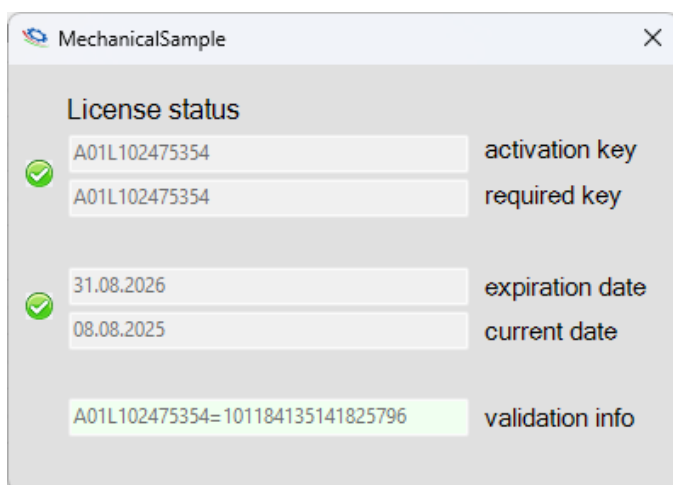 MechanicalSample
License status
A01L102475354 activation key
A01L102475354 required key
31.08.2026 expiration date
08.08.2025 current date
A01L102475354=101184135141825796 validation info